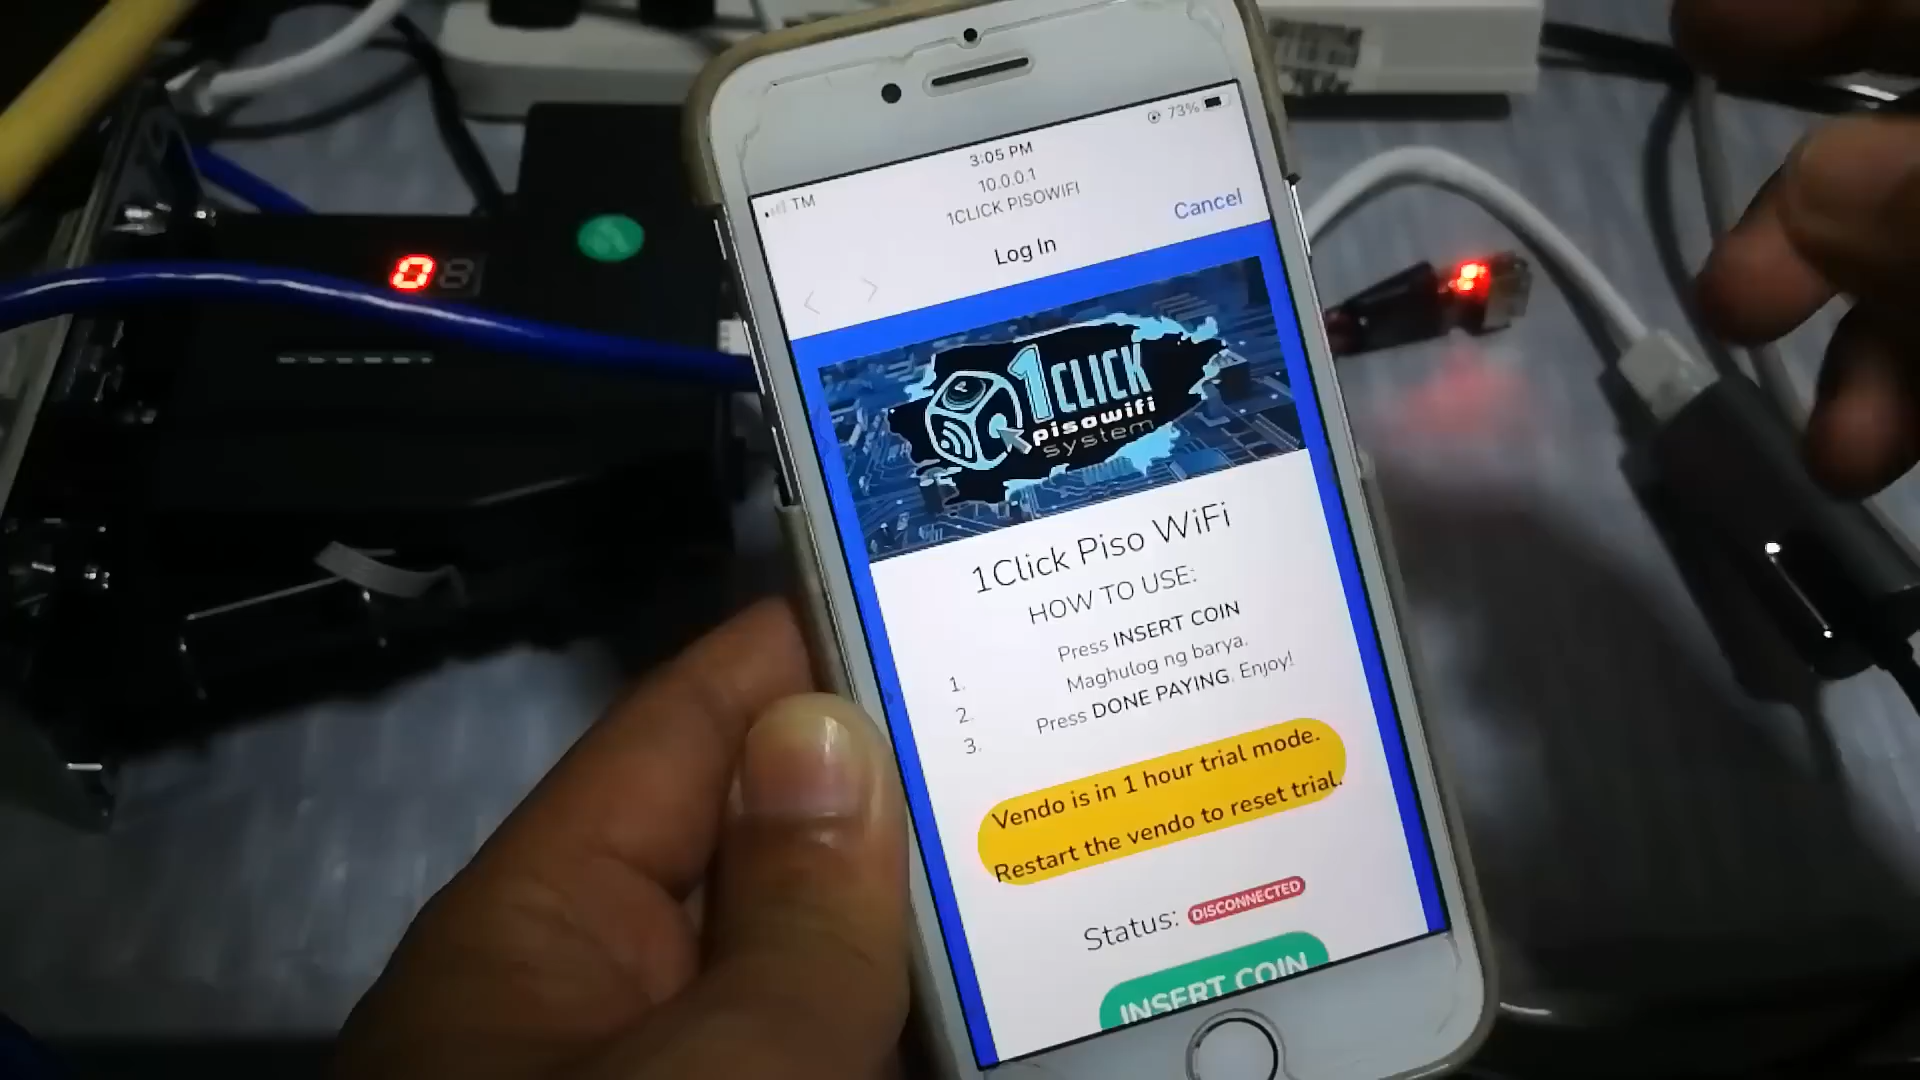 TM
3:05 PM
73%
10.0.0.1
1CLICK PISOWIFI
Cancel
Log In
1CLICK
pisowifi
system
1Click Piso WiFi
HOW TO USE:
1. Press INSERT COIN
2. Maghulog ng barya.
3. Press DONE PAYING. Enjoy!
Vendo is in 1 hour trial mode.
Restart the vendo to reset trial.
Status: DISCONNECTED
INSERT COIN
0